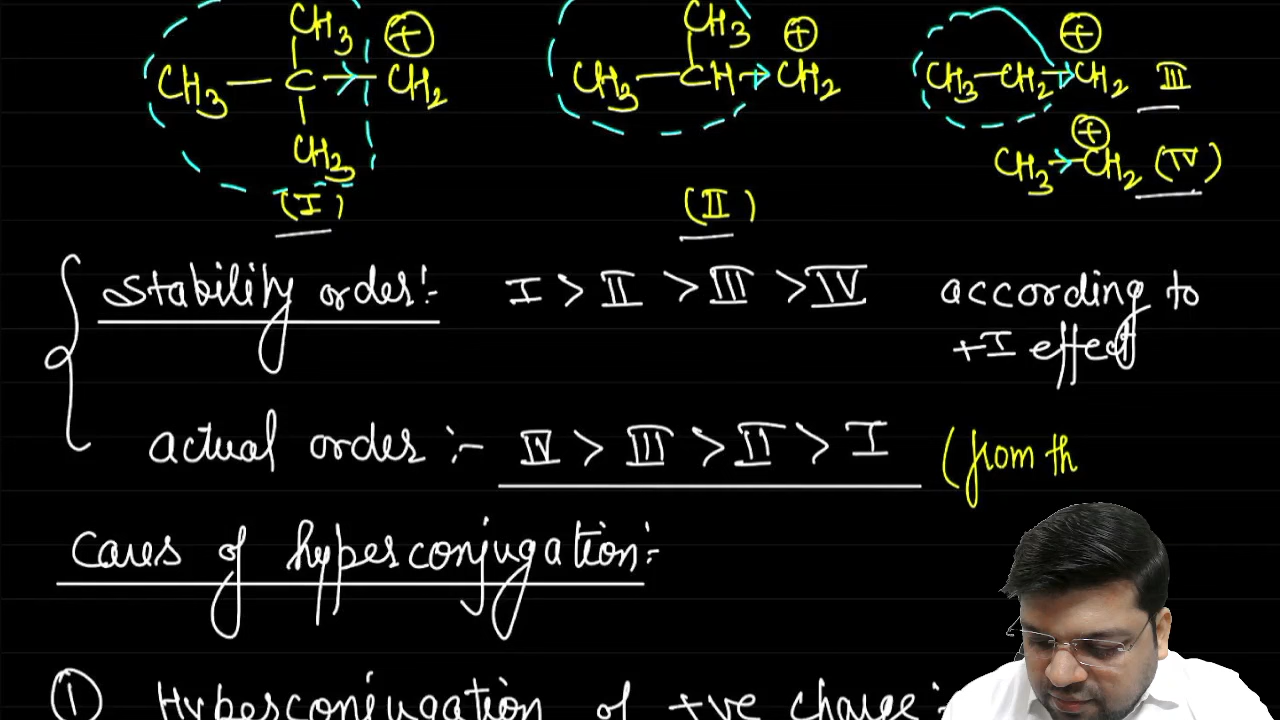 CH3 CH3
CH3 — C → CH2 ⊕ CH3 — CH → CH2 ⊕ CH3 — CH2 → CH2 ⊕ III
CH3 CH3 → CH2 ⊕ (IV)
(I) (II)
Stability order:- I > II > III > IV according to
+I effect
actual order :- IV > III > II > I (from th
Cases of hyperconjugation:-
① Hyperconjugation of +ve charge:-